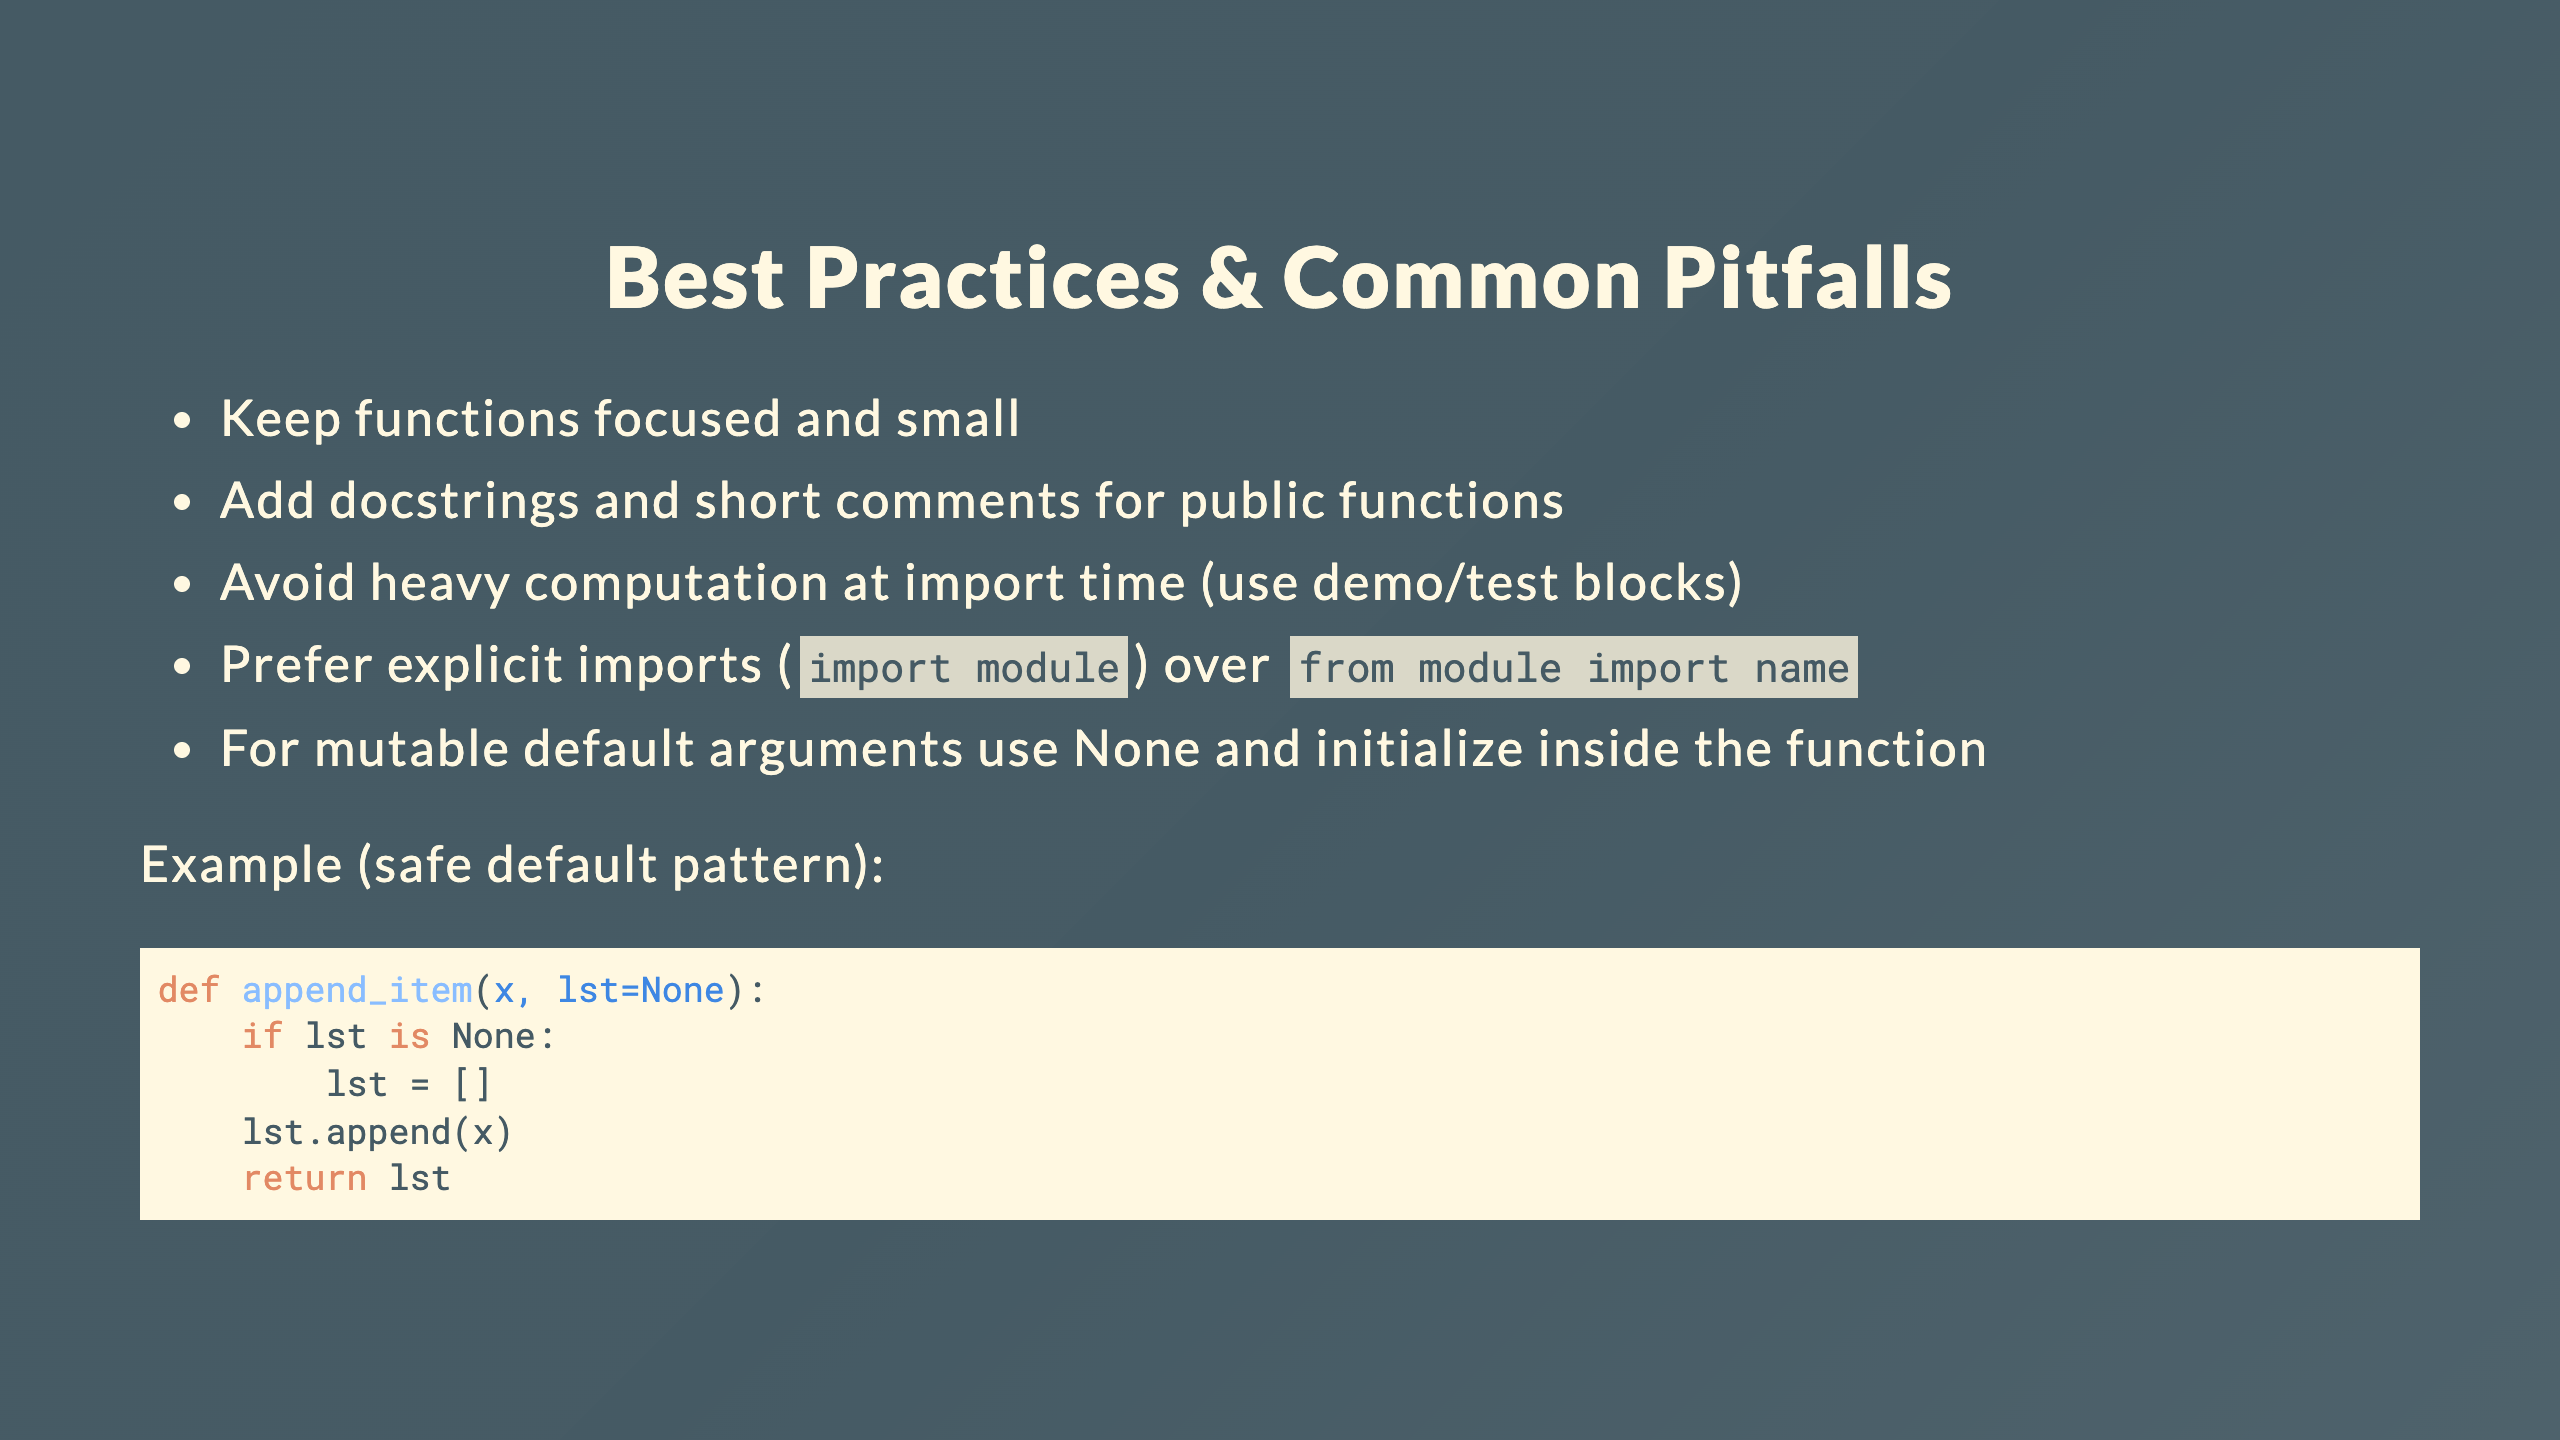 Best Practices & Common Pitfalls
• Keep functions focused and small
• Add docstrings and short comments for public functions
• Avoid heavy computation at import time (use demo/test blocks)
• Prefer explicit imports (import module) over from module import name
• For mutable default arguments use None and initialize inside the function
Example (safe default pattern):
def append_item(x, lst=None):
    if lst is None:
        lst = []
    lst.append(x)
    return lst